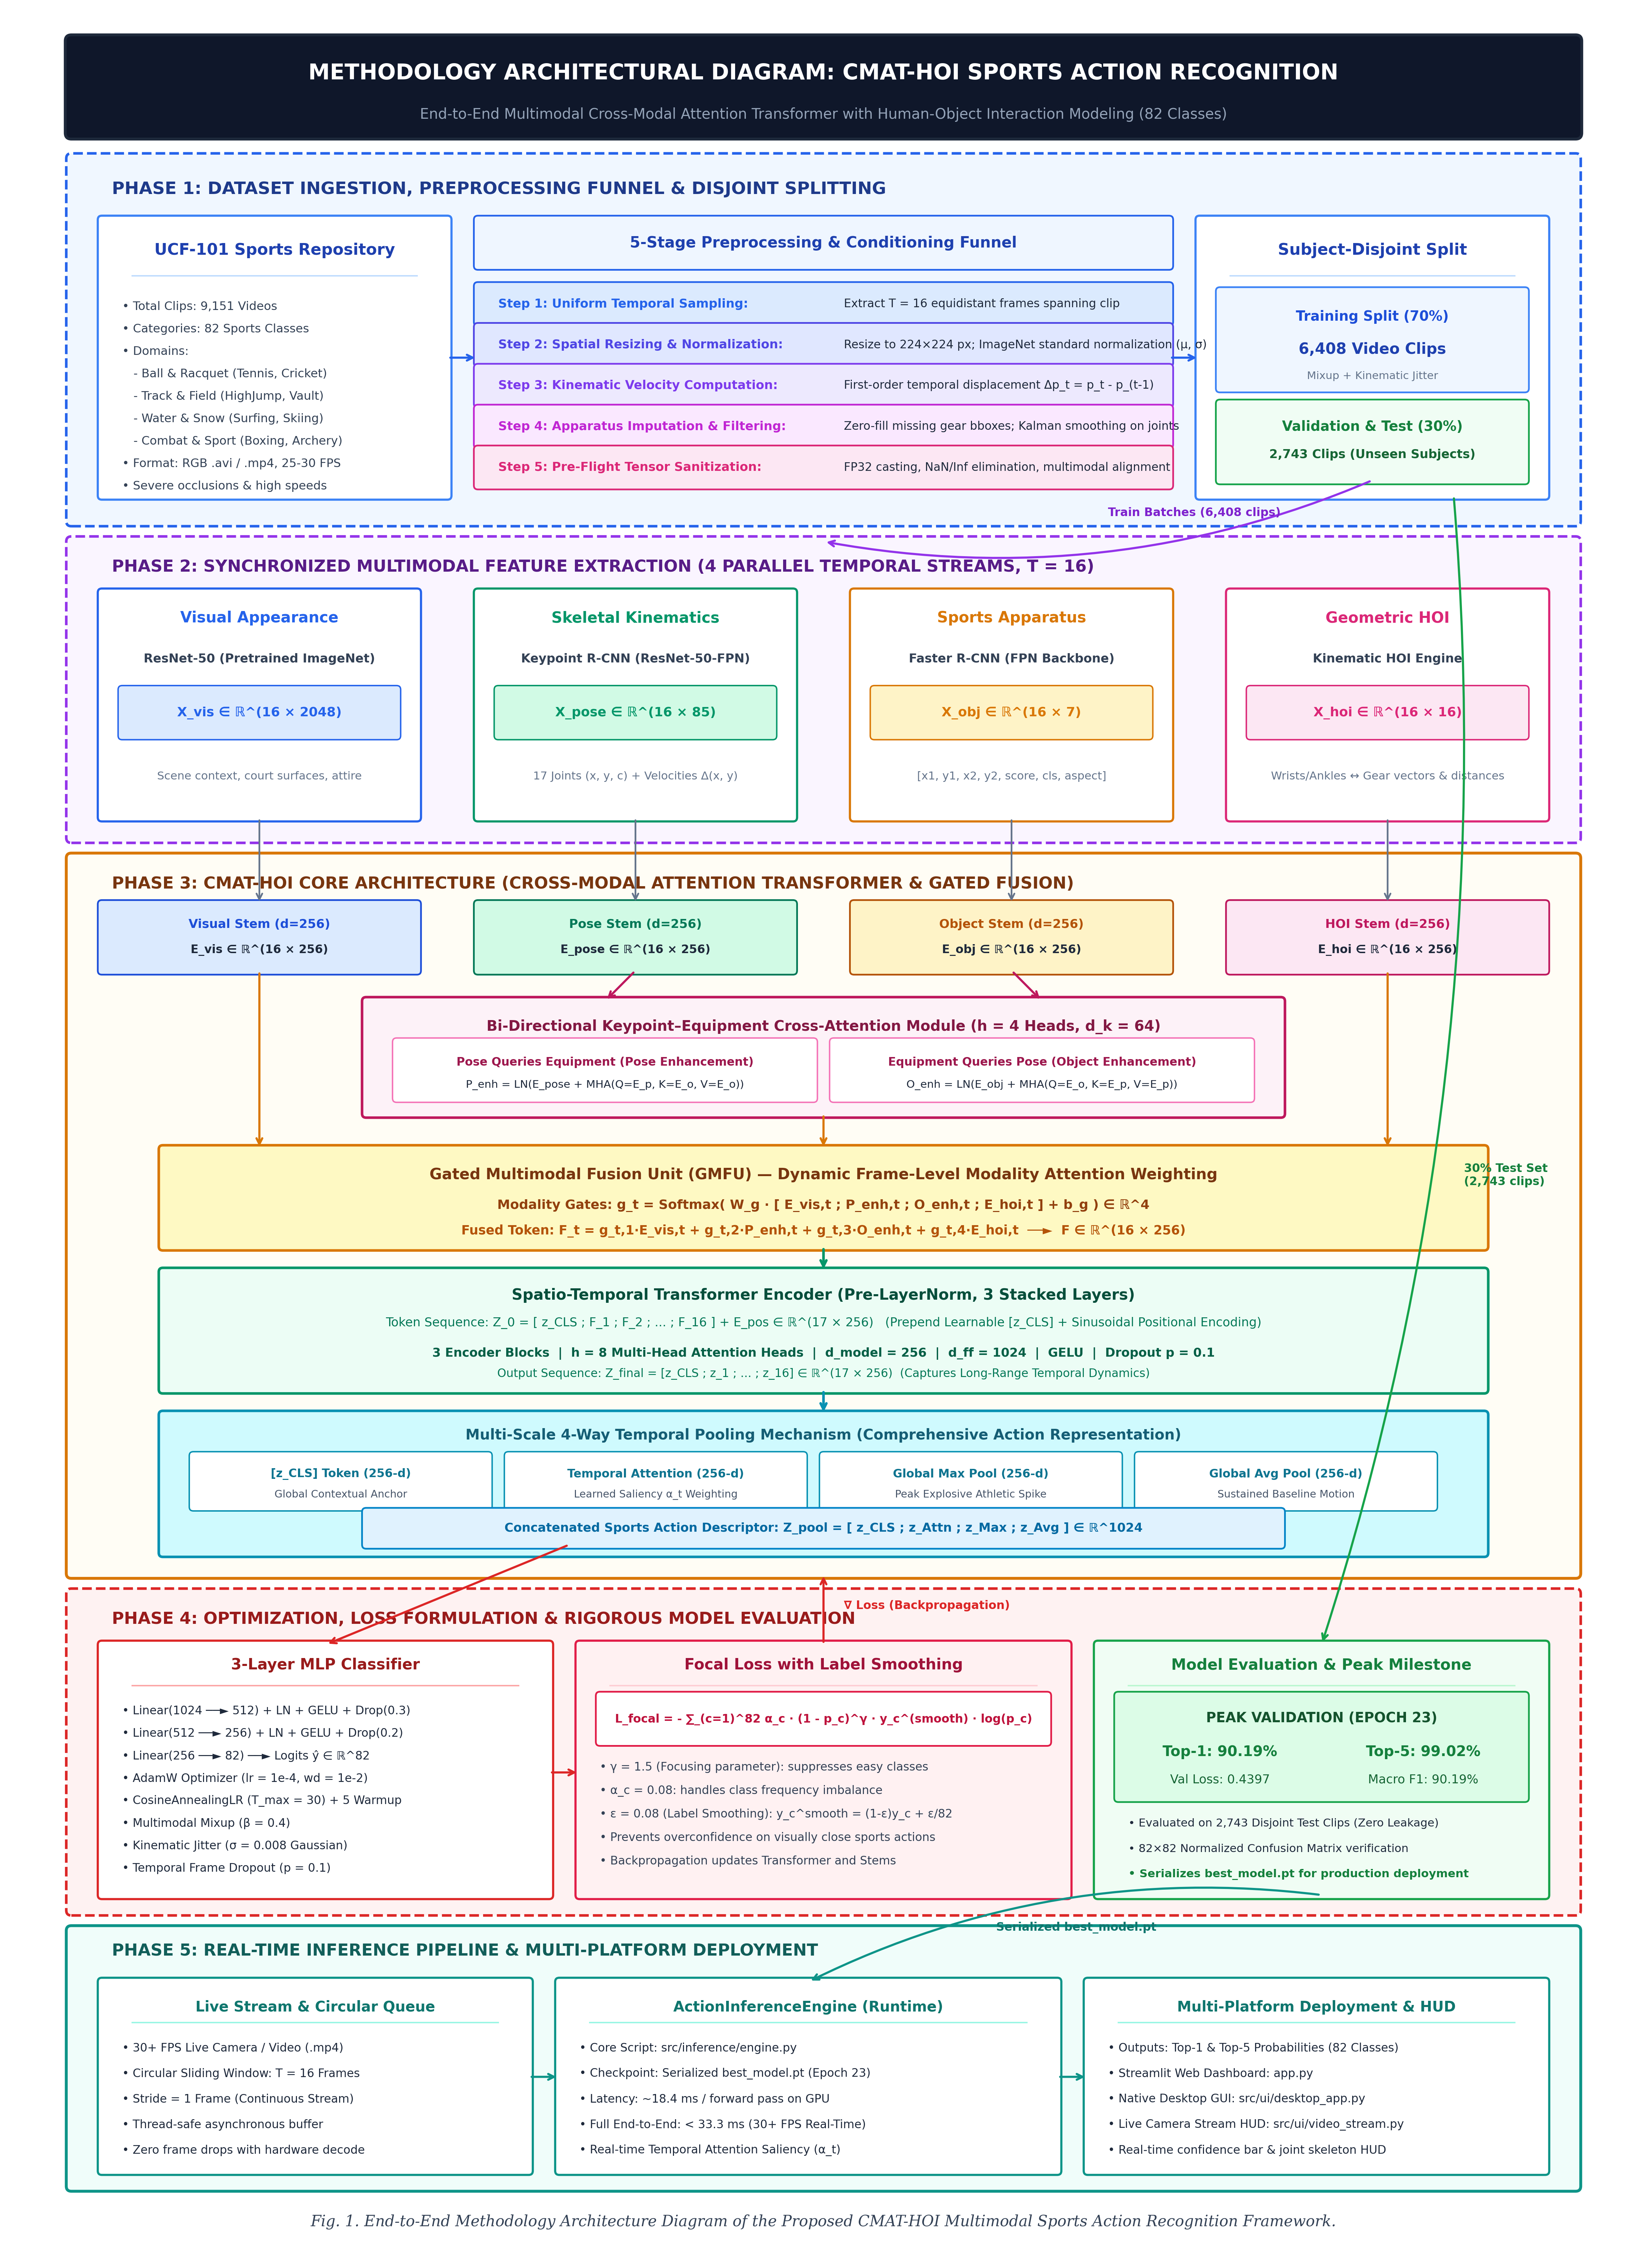 METHODOLOGY ARCHITECTURAL DIAGRAM: CMAT-HOI SPORTS ACTION RECOGNITION
End-to-End Multimodal Cross-Modal Attention Transformer with Human-Object Interaction Modeling (82 Classes)
PHASE 1: DATASET INGESTION, PREPROCESSING FUNNEL & DISJOINT SPLITTING
UCF-101 Sports Repository
• Total Clips: 9,151 Videos
• Categories: 82 Sports Classes
• Domains:
- Ball & Racquet (Tennis, Cricket)
- Track & Field (HighJump, Vault)
- Water & Snow (Surfing, Skiing)
- Combat & Sport (Boxing, Archery)
• Format: RGB .avi / .mp4, 25-30 FPS
• Severe occlusions & high speeds
5-Stage Preprocessing & Conditioning Funnel
Step 1: Uniform Temporal Sampling: Extract T = 16 equidistant frames spanning clip
Step 2: Spatial Resizing & Normalization: Resize to 224×224 px; ImageNet standard normalization (μ, σ)
Step 3: Kinematic Velocity Computation: First-order temporal displacement Δp_t = p_t - p_(t-1)
Step 4: Apparatus Imputation & Filtering: Zero-fill missing gear bboxes; Kalman smoothing on joints
Step 5: Pre-Flight Tensor Sanitization: FP32 casting, NaN/Inf elimination, multimodal alignment
Subject-Disjoint Split
Training Split (70%)
6,408 Video Clips
Mixup + Kinematic Jitter
Validation & Test (30%)
2,743 Clips (Unseen Subjects)
Train Batches (6,408 clips)
PHASE 2: SYNCHRONIZED MULTIMODAL FEATURE EXTRACTION (4 PARALLEL TEMPORAL STREAMS, T = 16)
Visual Appearance
ResNet-50 (Pretrained ImageNet)
X_vis ∈ ℝ^(16 × 2048)
Scene context, court surfaces, attire
Skeletal Kinematics
Keypoint R-CNN (ResNet-50-FPN)
X_pose ∈ ℝ^(16 × 85)
17 Joints (x, y, c) + Velocities Δ(x, y)
Sports Apparatus
Faster R-CNN (FPN Backbone)
X_obj ∈ ℝ^(16 × 7)
[x1, y1, x2, y2, score, cls, aspect]
Geometric HOI
Kinematic HOI Engine
X_hoi ∈ ℝ^(16 × 16)
Wrists/Ankles ↔ Gear vectors & distances
PHASE 3: CMAT-HOI CORE ARCHITECTURE (CROSS-MODAL ATTENTION TRANSFORMER & GATED FUSION)
Visual Stem (d=256)
E_vis ∈ ℝ^(16 × 256)
Pose Stem (d=256)
E_pose ∈ ℝ^(16 × 256)
Object Stem (d=256)
E_obj ∈ ℝ^(16 × 256)
HOI Stem (d=256)
E_hoi ∈ ℝ^(16 × 256)
Bi-Directional Keypoint–Equipment Cross-Attention Module (h = 4 Heads, d_k = 64)
Pose Queries Equipment (Pose Enhancement)
P_enh = LN(E_pose + MHA(Q=E_p, K=E_o, V=E_o))
Equipment Queries Pose (Object Enhancement)
O_enh = LN(E_obj + MHA(Q=E_o, K=E_p, V=E_p))
Gated Multimodal Fusion Unit (GMFU) — Dynamic Frame-Level Modality Attention Weighting
Modality Gates: g_t = Softmax( W_g · [ E_vis,t ; P_enh,t ; O_enh,t ; E_hoi,t ] + b_g ) ∈ ℝ^4
Fused Token: F_t = g_t,1·E_vis,t + g_t,2·P_enh,t + g_t,3·O_enh,t + g_t,4·E_hoi,t ──► F ∈ ℝ^(16 × 256)
30% Test Set
(2,743 clips)
Spatio-Temporal Transformer Encoder (Pre-LayerNorm, 3 Stacked Layers)
Token Sequence: Z_0 = [ z_CLS ; F_1 ; F_2 ; ... ; F_16 ] + E_pos ∈ ℝ^(17 × 256) (Prepend Learnable [z_CLS] + Sinusoidal Positional Encoding)
3 Encoder Blocks | h = 8 Multi-Head Attention Heads | d_model = 256 | d_ff = 1024 | GELU | Dropout p = 0.1
Output Sequence: Z_final = [z_CLS ; z_1 ; ... ; z_16] ∈ ℝ^(17 × 256) (Captures Long-Range Temporal Dynamics)
Multi-Scale 4-Way Temporal Pooling Mechanism (Comprehensive Action Representation)
[z_CLS] Token (256-d)
Global Contextual Anchor
Temporal Attention (256-d)
Learned Saliency α_t Weighting
Global Max Pool (256-d)
Peak Explosive Athletic Spike
Global Avg Pool (256-d)
Sustained Baseline Motion
Concatenated Sports Action Descriptor: Z_pool = [ z_CLS ; z_Attn ; z_Max ; z_Avg ] ∈ ℝ^1024
∇ Loss (Backpropagation)
PHASE 4: OPTIMIZATION, LOSS FORMULATION & RIGOROUS MODEL EVALUATION
3-Layer MLP Classifier
• Linear(1024 ──► 512) + LN + GELU + Drop(0.3)
• Linear(512 ──► 256) + LN + GELU + Drop(0.2)
• Linear(256 ──► 82) ──► Logits ŷ ∈ ℝ^82
• AdamW Optimizer (lr = 1e-4, wd = 1e-2)
• CosineAnnealingLR (T_max = 30) + 5 Warmup
• Multimodal Mixup (β = 0.4)
• Kinematic Jitter (σ = 0.008 Gaussian)
• Temporal Frame Dropout (p = 0.1)
Focal Loss with Label Smoothing
L_focal = - ∑_(c=1)^82 α_c · (1 - p_c)^γ · y_c^(smooth) · log(p_c)
• γ = 1.5 (Focusing parameter): suppresses easy classes
• α_c = 0.08: handles class frequency imbalance
• ε = 0.08 (Label Smoothing): y_c^smooth = (1-ε)y_c + ε/82
• Prevents overconfidence on visually close sports actions
• Backpropagation updates Transformer and Stems
Model Evaluation & Peak Milestone
PEAK VALIDATION (EPOCH 23)
Top-1: 90.19% Top-5: 99.02%
Val Loss: 0.4397 Macro F1: 90.19%
• Evaluated on 2,743 Disjoint Test Clips (Zero Leakage)
• 82×82 Normalized Confusion Matrix verification
• Serializes best_model.pt for production deployment
Serialized best_model.pt
PHASE 5: REAL-TIME INFERENCE PIPELINE & MULTI-PLATFORM DEPLOYMENT
Live Stream & Circular Queue
• 30+ FPS Live Camera / Video (.mp4)
• Circular Sliding Window: T = 16 Frames
• Stride = 1 Frame (Continuous Stream)
• Thread-safe asynchronous buffer
• Zero frame drops with hardware decode
ActionInferenceEngine (Runtime)
• Core Script: src/inference/engine.py
• Checkpoint: Serialized best_model.pt (Epoch 23)
• Latency: ~18.4 ms / forward pass on GPU
• Full End-to-End: < 33.3 ms (30+ FPS Real-Time)
• Real-time Temporal Attention Saliency (α_t)
Multi-Platform Deployment & HUD
• Outputs: Top-1 & Top-5 Probabilities (82 Classes)
• Streamlit Web Dashboard: app.py
• Native Desktop GUI: src/ui/desktop_app.py
• Live Camera Stream HUD: src/ui/video_stream.py
• Real-time confidence bar & joint skeleton HUD
Fig. 1. End-to-End Methodology Architecture Diagram of the Proposed CMAT-HOI Multimodal Sports Action Recognition Framework.